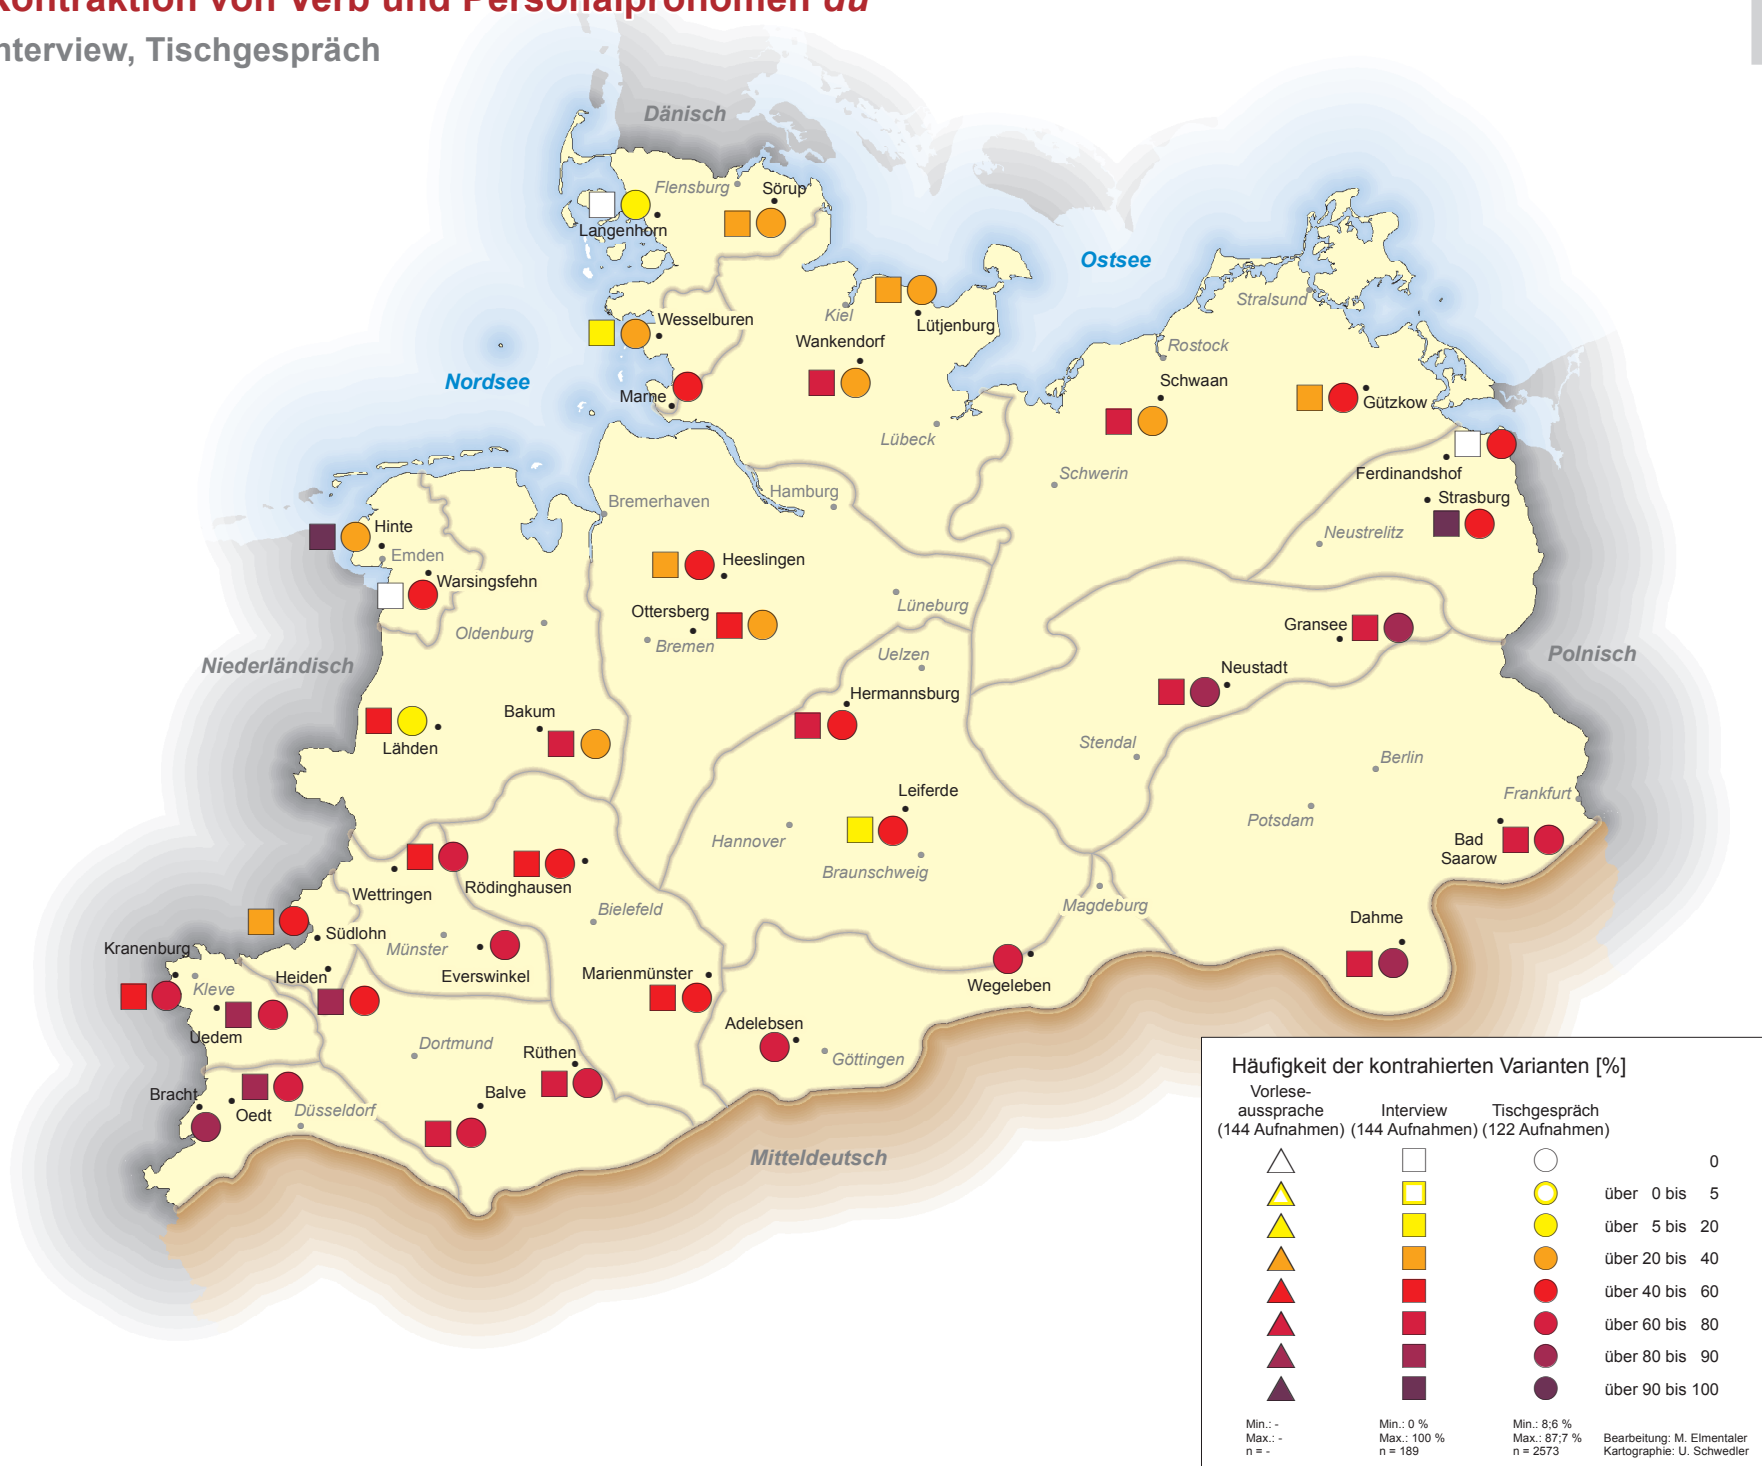 Kontraktion von Verb und Personalpronomen du
Interview, Tischgespräch
Dänisch
Flensburg
Sörup
Langenhorn
Ostsee
Stralsund
Kiel
Lütjenburg
Wesselburen
Wankendorf
Rostock
Nordsee
Schwaan
Marne
Gützkow
Lübeck
Ferdinandshof
Schwerin
Strasburg
Hamburg
Bremerhaven
Hinte
Neustrelitz
Emden
Heeslingen
Warsingsfehn
Lüneburg
Ottersberg
Gransee
Oldenburg
Bremen
Uelzen
Polnisch
Niederländisch
Neustadt
Hermannsburg
Bakum
Stendal
Lähden
Berlin
Leiferde
Frankfurt
Potsdam
Hannover
Bad
Saarow
Braunschweig
Wettringen
Rödinghausen
Magdeburg
Bielefeld
Dahme
Südlohn
Kranenburg
Münster
Heiden
Everswinkel
Marienmünster
Wegeleben
Kleve
Adelebsen
Uedem
Dortmund
Rüthen
Göttingen
Bracht
Balve
Oedt
Düsseldorf
Mitteldeutsch
Häufigkeit der kontrahierten Varianten [%]
Vorlese-
aussprache Interview Tischgespräch
(144 Aufnahmen) (144 Aufnahmen) (122 Aufnahmen)
0
über 0 bis 5
über 5 bis 20
über 20 bis 40
über 40 bis 60
über 60 bis 80
über 80 bis 90
über 90 bis 100
Min.: - Min.: 0 % Min.: 8;6 %
Max.: - Max.: 100 % Max.: 87;7 % Bearbeitung: M. Elmentaler
n = - n = 189 n = 2573 Kartographie: U. Schwedler